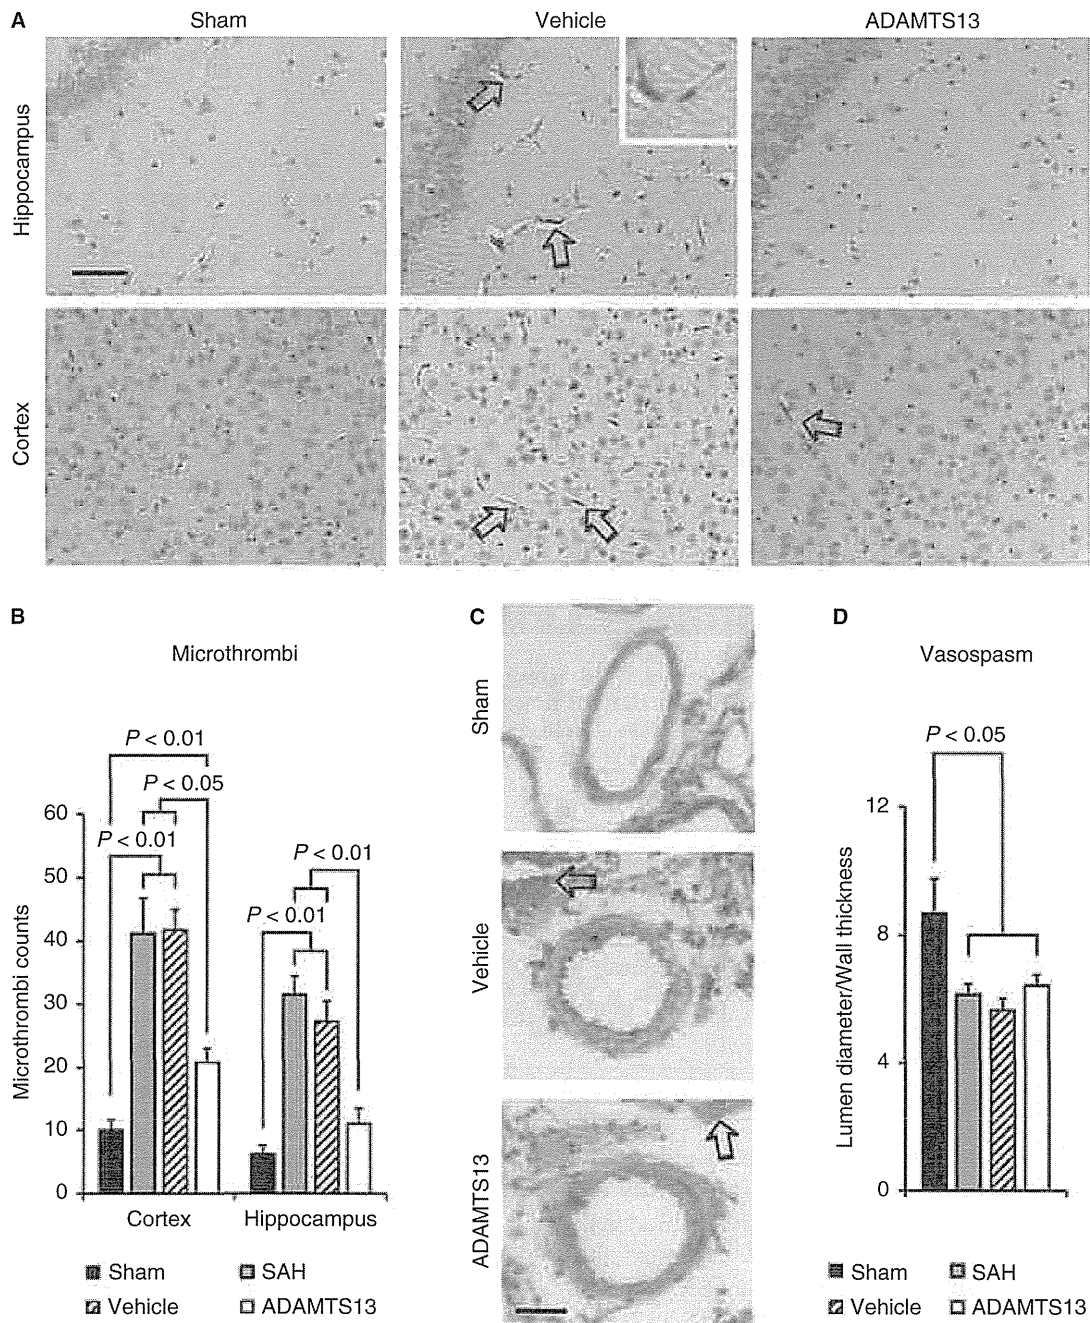 A
Sham
Vehicle
ADAMTS13
Hippocampus
Cortex
B
Microthrombi
P < 0.01
P < 0.05
P < 0.01
P < 0.01
P < 0.01
Microthrombi counts
60
50
40
30
20
10
0
Cortex
Hippocampus
Sham
SAH
Vehicle
ADAMTS13
C
Sham
Vehicle
ADAMTS13
D
Vasospasm
P < 0.05
Lumen diameter/Wall thickness
12
8
4
0
Sham
SAH
Vehicle
ADAMTS13